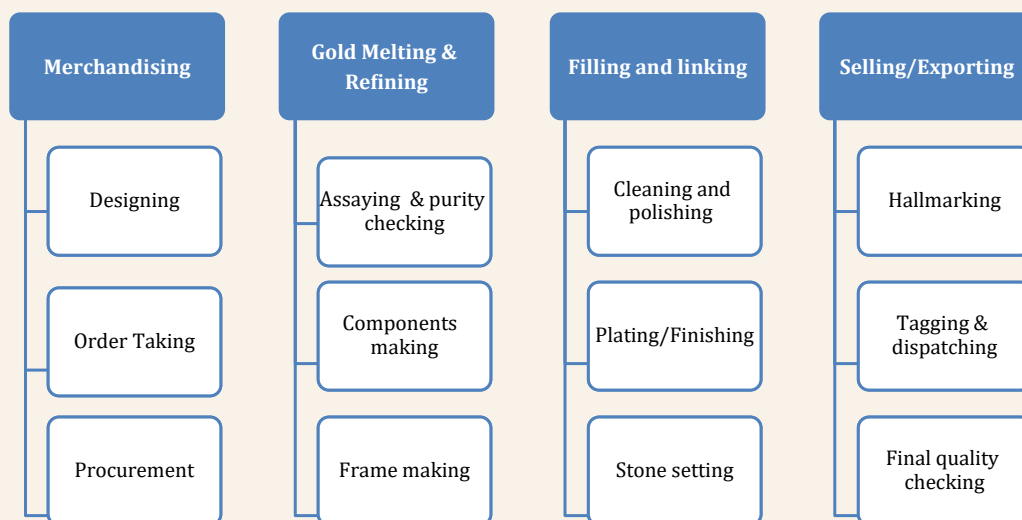 Merchandising
Designing
Order Taking
Procurement
Gold Melting &
Refining
Assaying & purity
checking
Components
making
Frame making
Filling and linking
Cleaning and
polishing
Plating/Finishing
Stone setting
Selling/Exporting
Hallmarking
Tagging &
dispatching
Final quality
checking